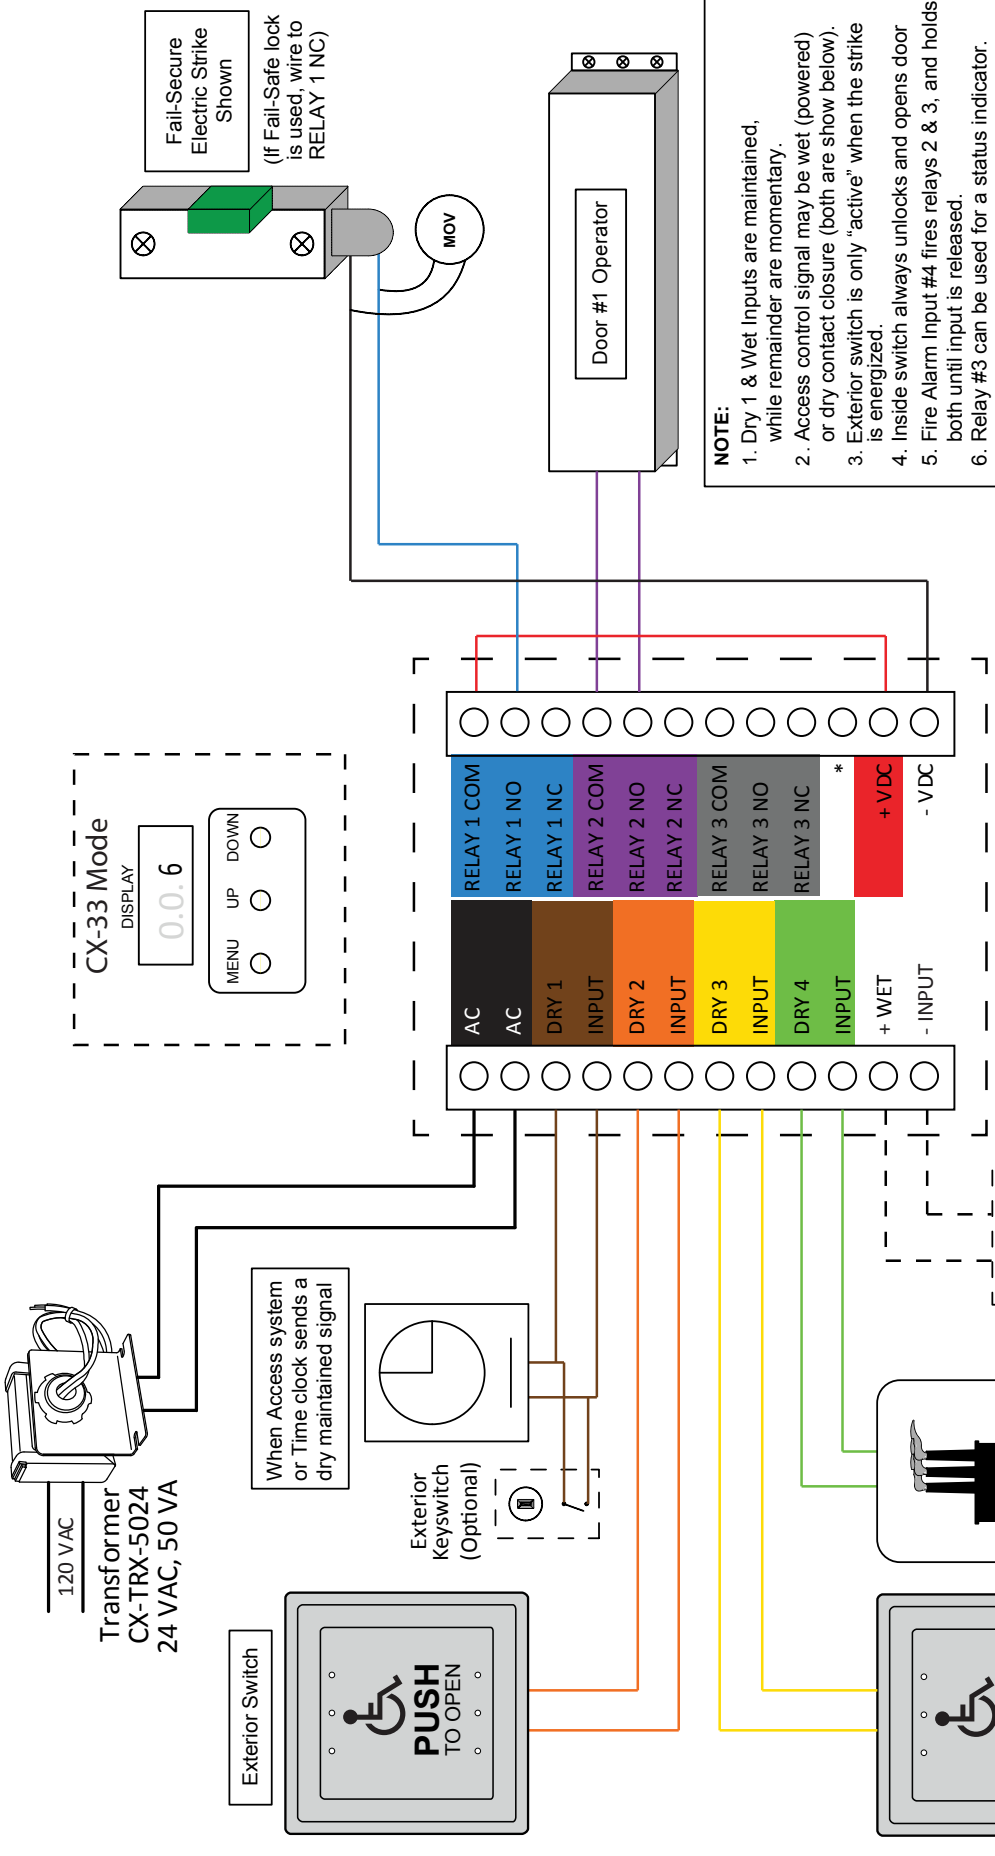 120 VAC
Transformer
CX-TRX-5024
24 VAC, 50 VA
CX-33 Mode
DISPLAY
0.0.6
MENU UP DOWN
Fail-Secure
Electric Strike
Shown
(If Fail-Safe lock
is used, wire to
RELAY 1 NC)
MOV
When Access system
or Time clock sends a
dry maintained signal
Exterior
Keyswitch
(Optional)
Exterior Switch
PUSH
TO OPEN
AC
AC
DRY 1
INPUT
DRY 2
INPUT
DRY 3
INPUT
DRY 4
INPUT
+ WET
- INPUT
RELAY 1 COM
RELAY 1 NO
RELAY 1 NC
RELAY 2 COM
RELAY 2 NO
RELAY 2 NC
RELAY 3 COM
RELAY 3 NO
RELAY 3 NC
*
+ VDC
- VDC
Door #1 Operator
NOTE:
1. Dry 1 & Wet Inputs are maintained,
while remainder are momentary.
2. Access control signal may be wet (powered)
or dry contact closure (both are show below).
3. Exterior switch is only “active” when the strike
is energized.
4. Inside switch always unlocks and opens door
5. Fire Alarm Input #4 fires relays 2 & 3, and holds
both until input is released.
6. Relay #3 can be used for a status indicator.